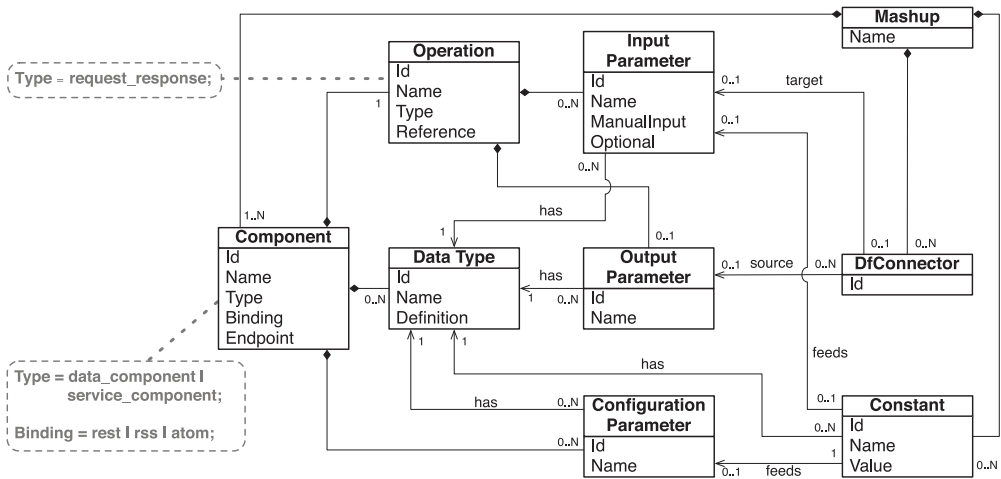 Mashup
Name
Operation
Id
Name
Type
Reference
Input
Parameter
Id
Name
ManualInput
Optional
Type = request_response;
1
0..N
0..1
target
0..1
0..N
has
1..N
1
0..1
0..1
0..N
Component
Id
Name
Type
Binding
Endpoint
0..N
Data Type
Id
Name
Definition
has
1
0..N
Output
Parameter
Id
Name
0..1
source
0..N
DfConnector
Id
1
1
feeds
Type = data_component |
service_component;
Binding = rest | rss | atom;
has
0..N
0..N
Configuration
Parameter
Id
Name
0..1
0..N
1
0..1
feeds
Constant
Id
Name
Value
0..N